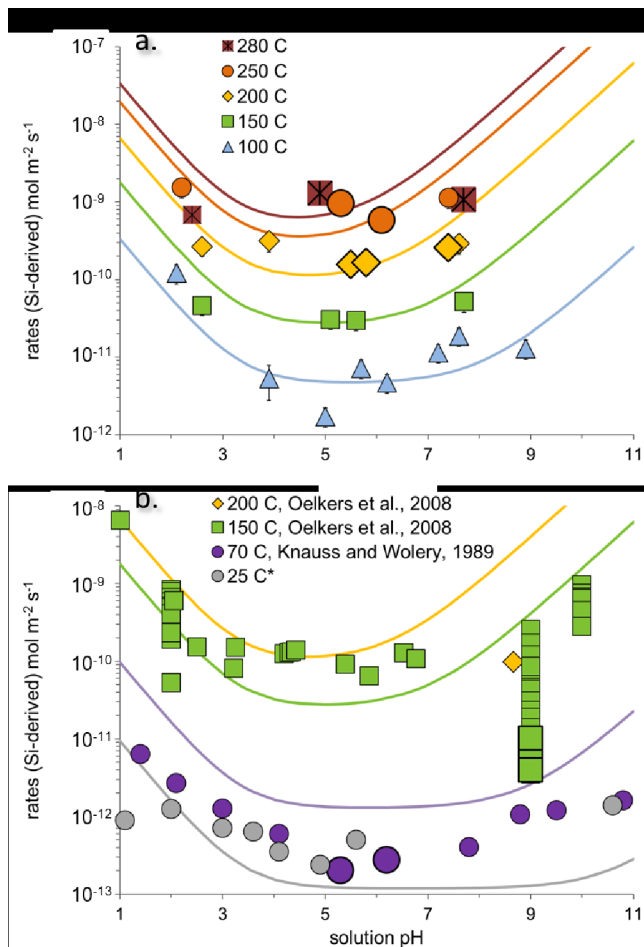 a.
10⁻⁷
280 C
250 C
10⁻⁸
200 C
150 C
100 C
10⁻⁹
10⁻¹⁰
10⁻¹¹
10⁻¹²
rates (Si-derived) mol m⁻² s⁻¹
1 3 5 7 9 11
b.
10⁻⁸
200 C, Oelkers et al., 2008
150 C, Oelkers et al., 2008
70 C, Knauss and Wolery, 1989
25 C*
10⁻⁹
10⁻¹⁰
10⁻¹¹
10⁻¹²
10⁻¹³
rates (Si-derived) mol m⁻² s⁻¹
1 3 5 7 9 11
solution pH